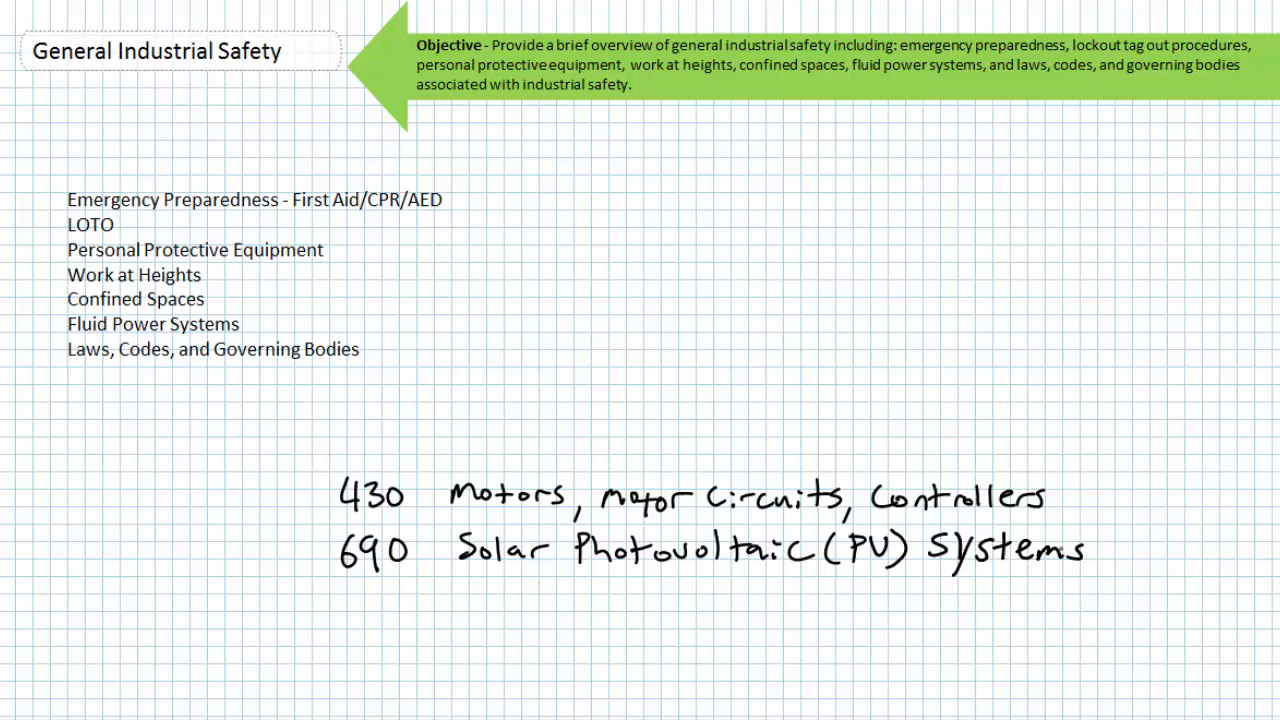 General Industrial Safety
Objective - Provide a brief overview of general industrial safety including: emergency preparedness, lockout tag out procedures,
personal protective equipment, work at heights, confined spaces, fluid power systems, and laws, codes, and governing bodies
associated with industrial safety.
Emergency Preparedness - First Aid/CPR/AED
LOTO
Personal Protective Equipment
Work at Heights
Confined Spaces
Fluid Power Systems
Laws, Codes, and Governing Bodies
430 Motors, motor Circuits, Controllers
690 Solar Photovoltaic (PV) Systems